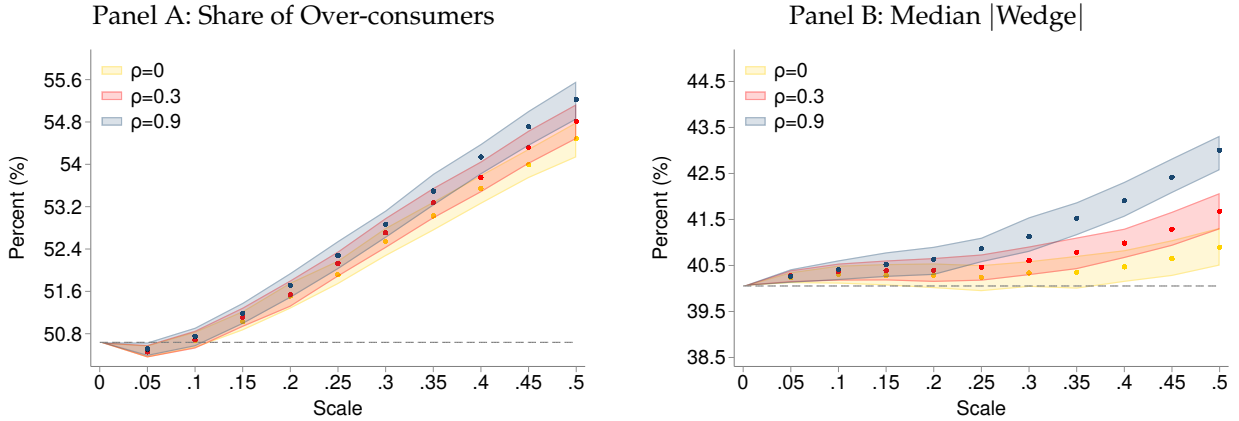 Panel A: Share of Over-consumers
55.6
54.8
54
53.2
52.4
51.6
50.8
Percent (%)
ρ=0
ρ=0.3
ρ=0.9
0 .05 .1 .15 .2 .25 .3 .35 .4 .45 .5
Scale
Panel B: Median |Wedge|
44.5
43.5
42.5
41.5
40.5
39.5
38.5
Percent (%)
ρ=0
ρ=0.3
ρ=0.9
0 .05 .1 .15 .2 .25 .3 .35 .4 .45 .5
Scale